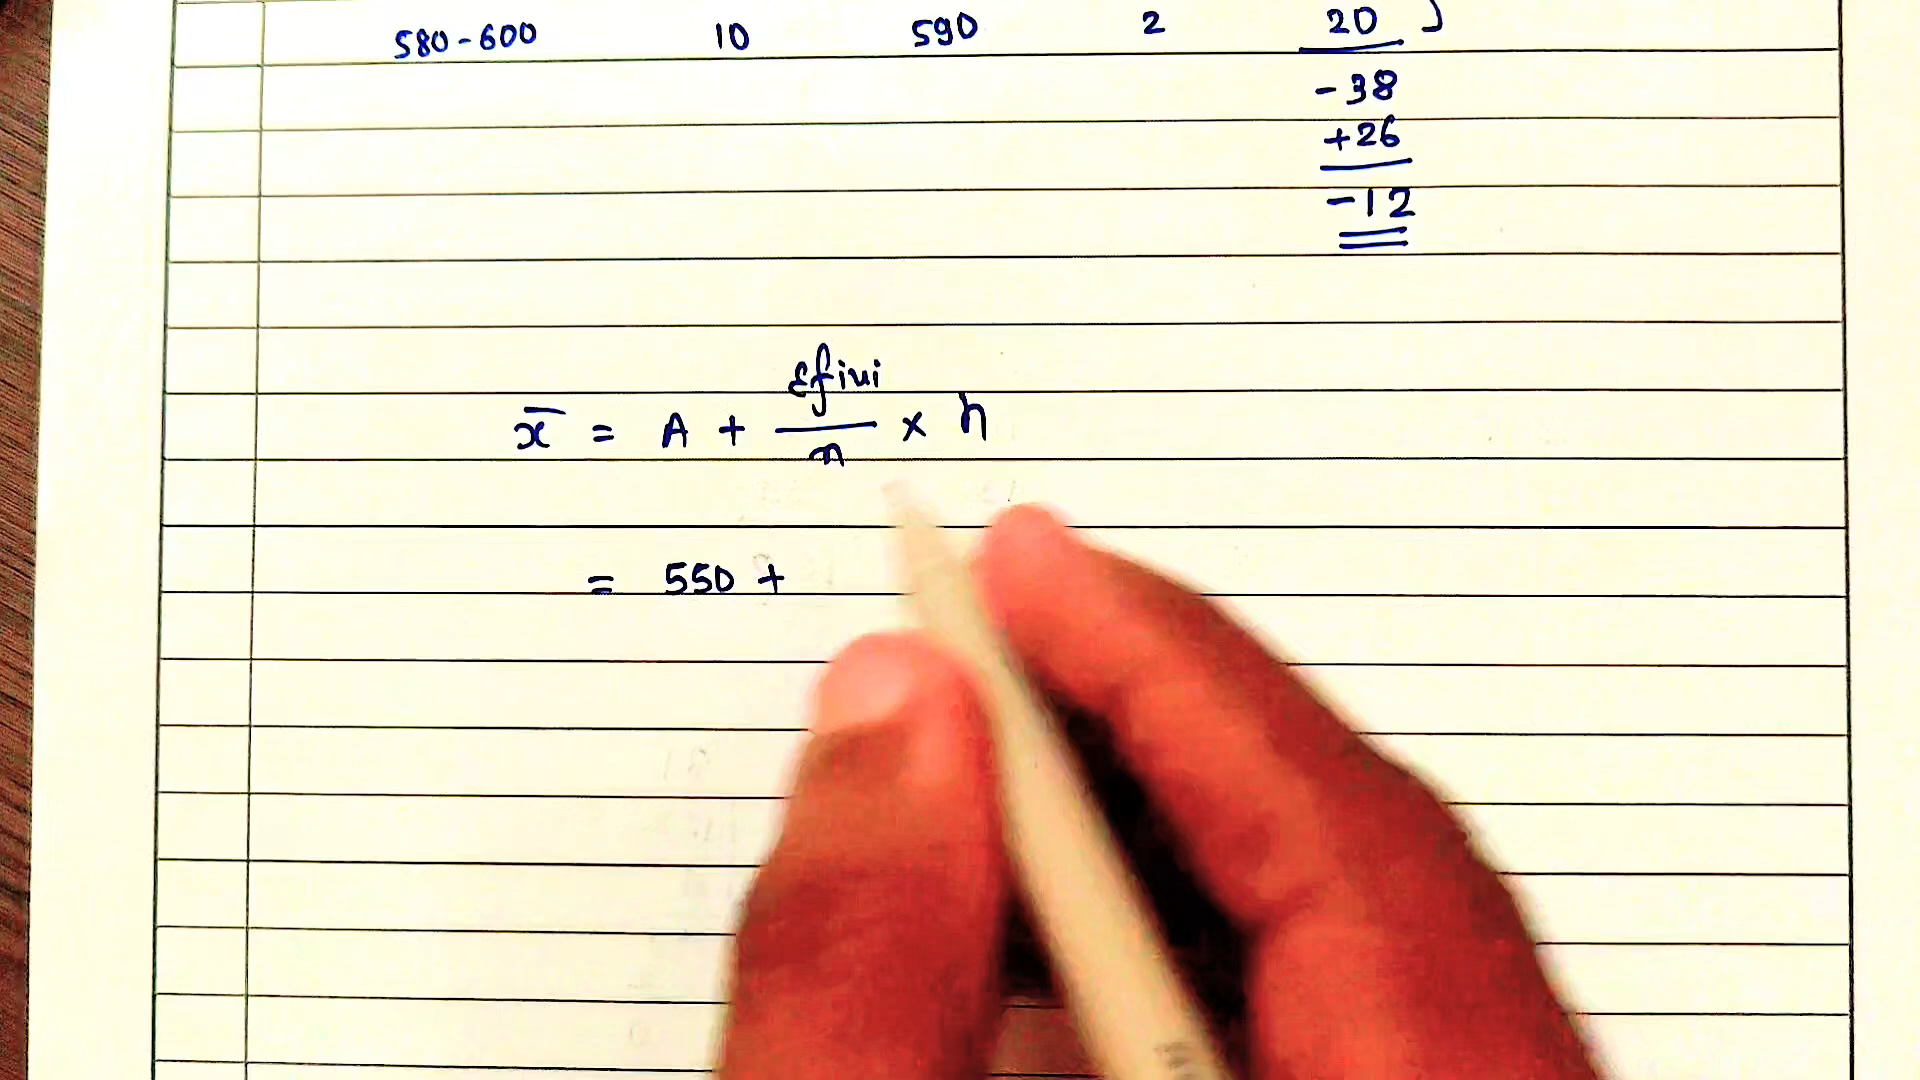 580-600 10 590 2 20
-38
+26
-12
x̄ = A + Σfiui/n × h
= 550 +